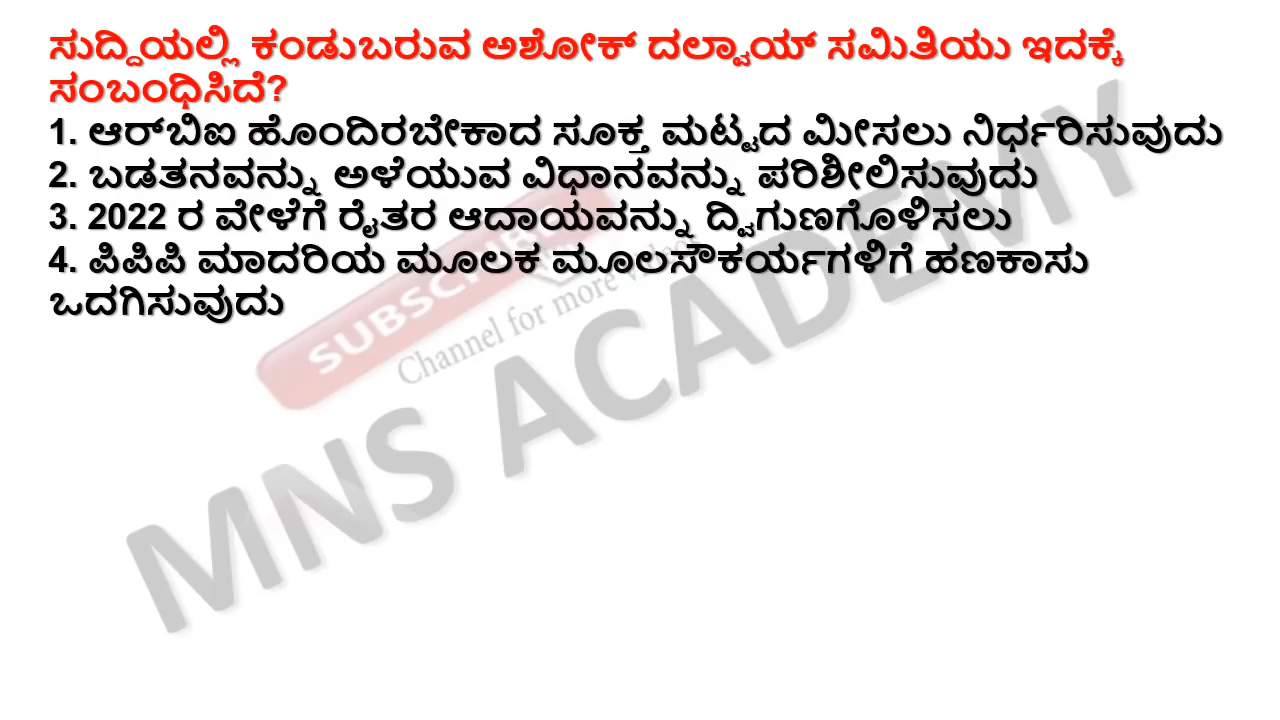 ಸುದ್ದಿಯಲ್ಲಿ ಕಂಡುಬರುವ ಅಶೋಕ್ ದಲ್ವಾಯ್ ಸಮಿತಿಯು ಇದಕ್ಕೆ
ಸಂಬಂಧಿಸಿದೆ?
1. ಆರ್‌ಬಿಐ ಹೊಂದಿರಬೇಕಾದ ಸೂಕ್ತ ಮಟ್ಟದ ಮೀಸಲು ನಿರ್ಧರಿಸುವುದು
2. ಬಡತನವನ್ನು ಅಳೆಯುವ ವಿಧಾನವನ್ನು ಪರಿಶೀಲಿಸುವುದು
3. 2022 ರ ವೇಳೆಗೆ ರೈತರ ಆದಾಯವನ್ನು ದ್ವಿಗುಣಗೊಳಿಸಲು
4. ಪಿಪಿಪಿ ಮಾದರಿಯ ಮೂಲಕ ಮೂಲಸೌಕರ್ಯಗಳಿಗೆ ಹಣಕಾಸು
ಒದಗಿಸುವುದು
SUBSCRIBE
Channel for more videos
MNS ACADEMY